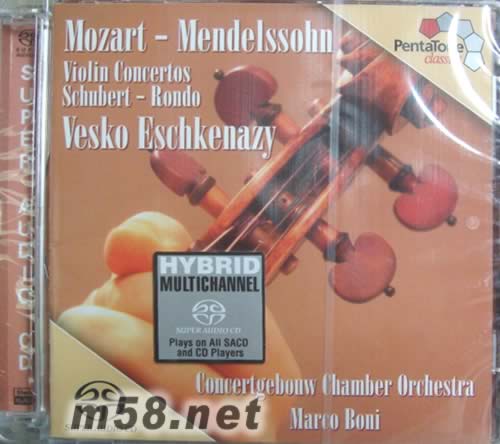 Mozart – Mendelssohn
Violin Concertos
Schubert – Rondo
Vesko Eschkenazy
PentaTone
classics
SUPER AUDIO CD
HYBRID
MULTICHANNEL
SUPER AUDIO CD
Plays on All SACD
and CD Players
Concertgebouw Chamber Orchestra
Marco Boni
m58.net